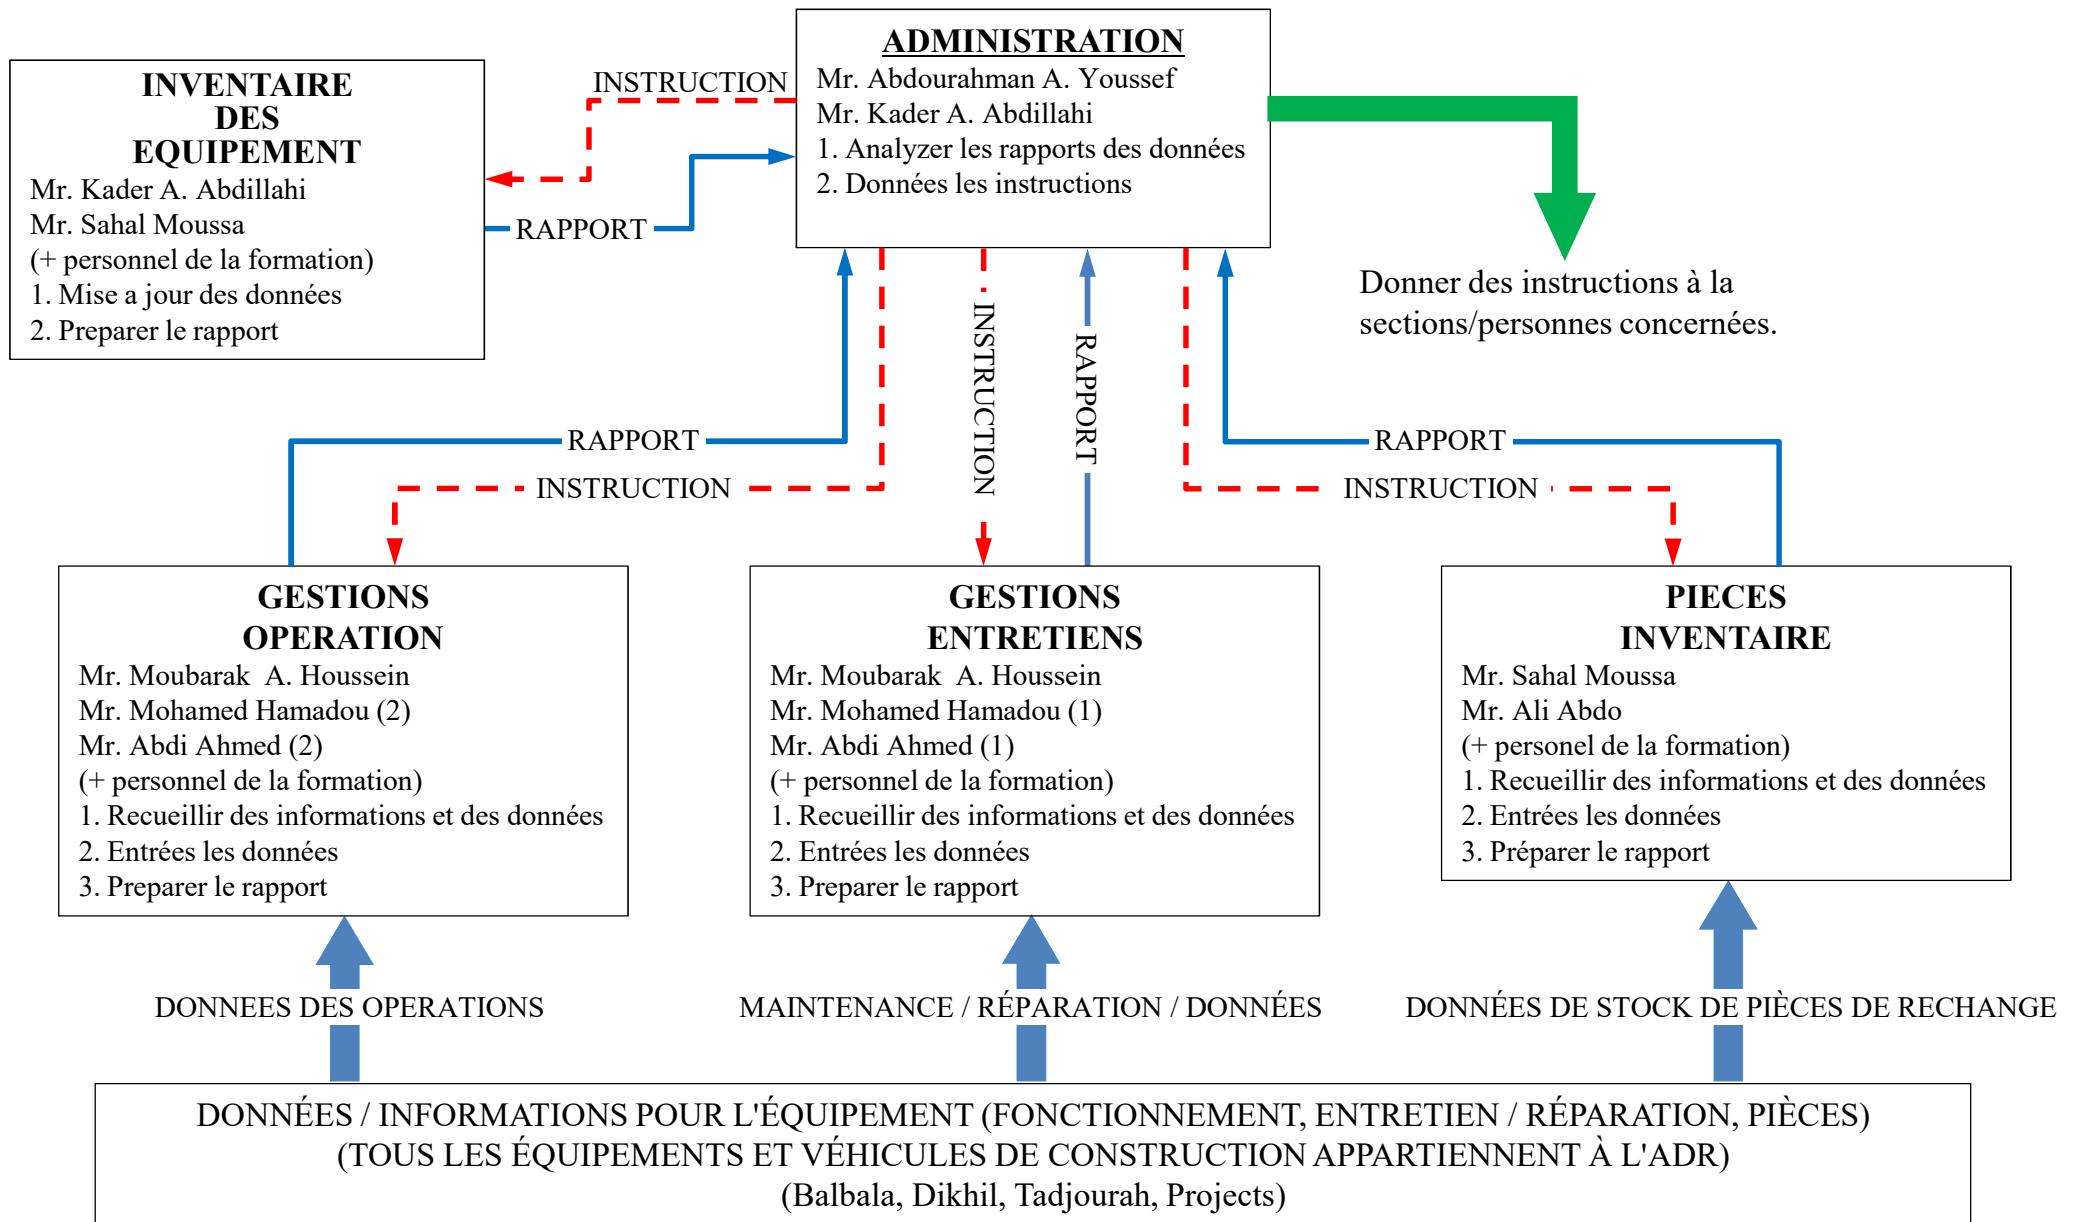 ADMINISTRATION
Mr. Abdourahman A. Youssef
Mr. Kader A. Abdillahi
1. Analyzer les rapports des données
2. Données les instructions
INVENTAIRE
DES
EQUIPEMENT
Mr. Kader A. Abdillahi
Mr. Sahal Moussa
(+ personnel de la formation)
1. Mise a jour des données
2. Preparer le rapport
INSTRUCTION
RAPPORT
Donner des instructions à la
sections/personnes concernées.
RAPPORT
INSTRUCTION
INSTRUCTION
RAPPORT
RAPPORT
INSTRUCTION
GESTIONS
OPERATION
Mr. Moubarak  A. Houssein
Mr. Mohamed Hamadou (2)
Mr. Abdi Ahmed (2)
(+ personnel de la formation)
1. Recueillir des informations et des données
2. Entrées les données
3. Preparer le rapport
GESTIONS
ENTRETIENS
Mr. Moubarak  A. Houssein
Mr. Mohamed Hamadou (1)
Mr. Abdi Ahmed (1)
(+ personnel de la formation)
1. Recueillir des informations et des données
2. Entrées les données
3. Preparer le rapport
PIECES
INVENTAIRE
Mr. Sahal Moussa
Mr. Ali Abdo
(+ personel de la formation)
1. Recueillir des informations et des données
2. Entrées les données
3. Préparer le rapport
DONNEES DES OPERATIONS
MAINTENANCE / RÉPARATION / DONNÉES
DONNÉES DE STOCK DE PIÈCES DE RECHANGE
DONNÉES / INFORMATIONS POUR L'ÉQUIPEMENT (FONCTIONNEMENT, ENTRETIEN / RÉPARATION, PIÈCES)
(TOUS LES ÉQUIPEMENTS ET VÉHICULES DE CONSTRUCTION APPARTIENNENT À L'ADR)
(Balbala, Dikhil, Tadjourah, Projects)